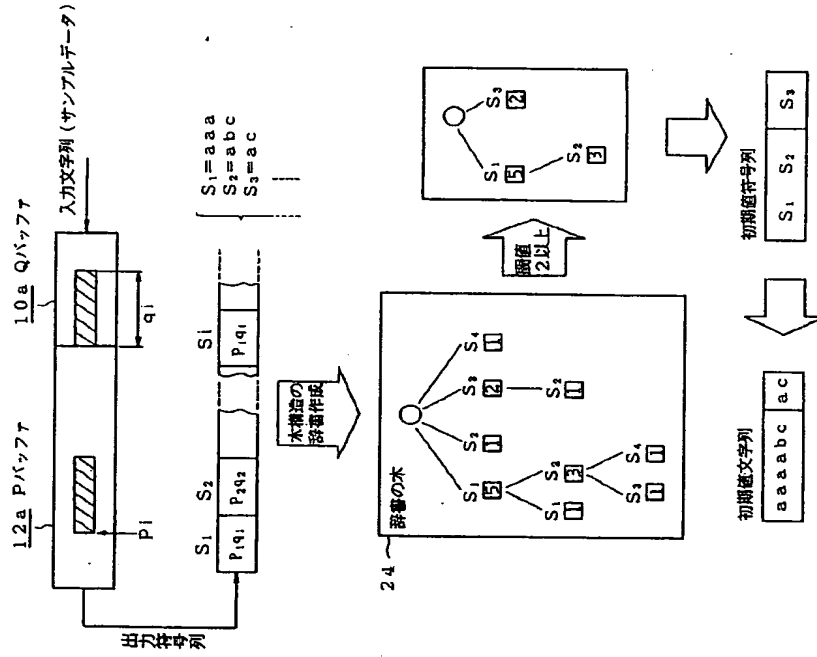 入力文字列（サンプルデータ）
12a Pバッファ
10a Qバッファ
Pi
qi
出力符号列
S1
S2
Si
P1q1
P2q2
P1q1
S1=aaa
S2=abc
S3=ac
木構造の
辞書作成
24
辞書の木
S1
5
S2
1
S3
2
S4
1
S1
1
S2
3
S2
1
S3
1
S4
1
閾値
2以上
S1
5
S3
2
S2
3
初期値符号列
S1 S2
S3
初期値文字列
aaaabc
ac